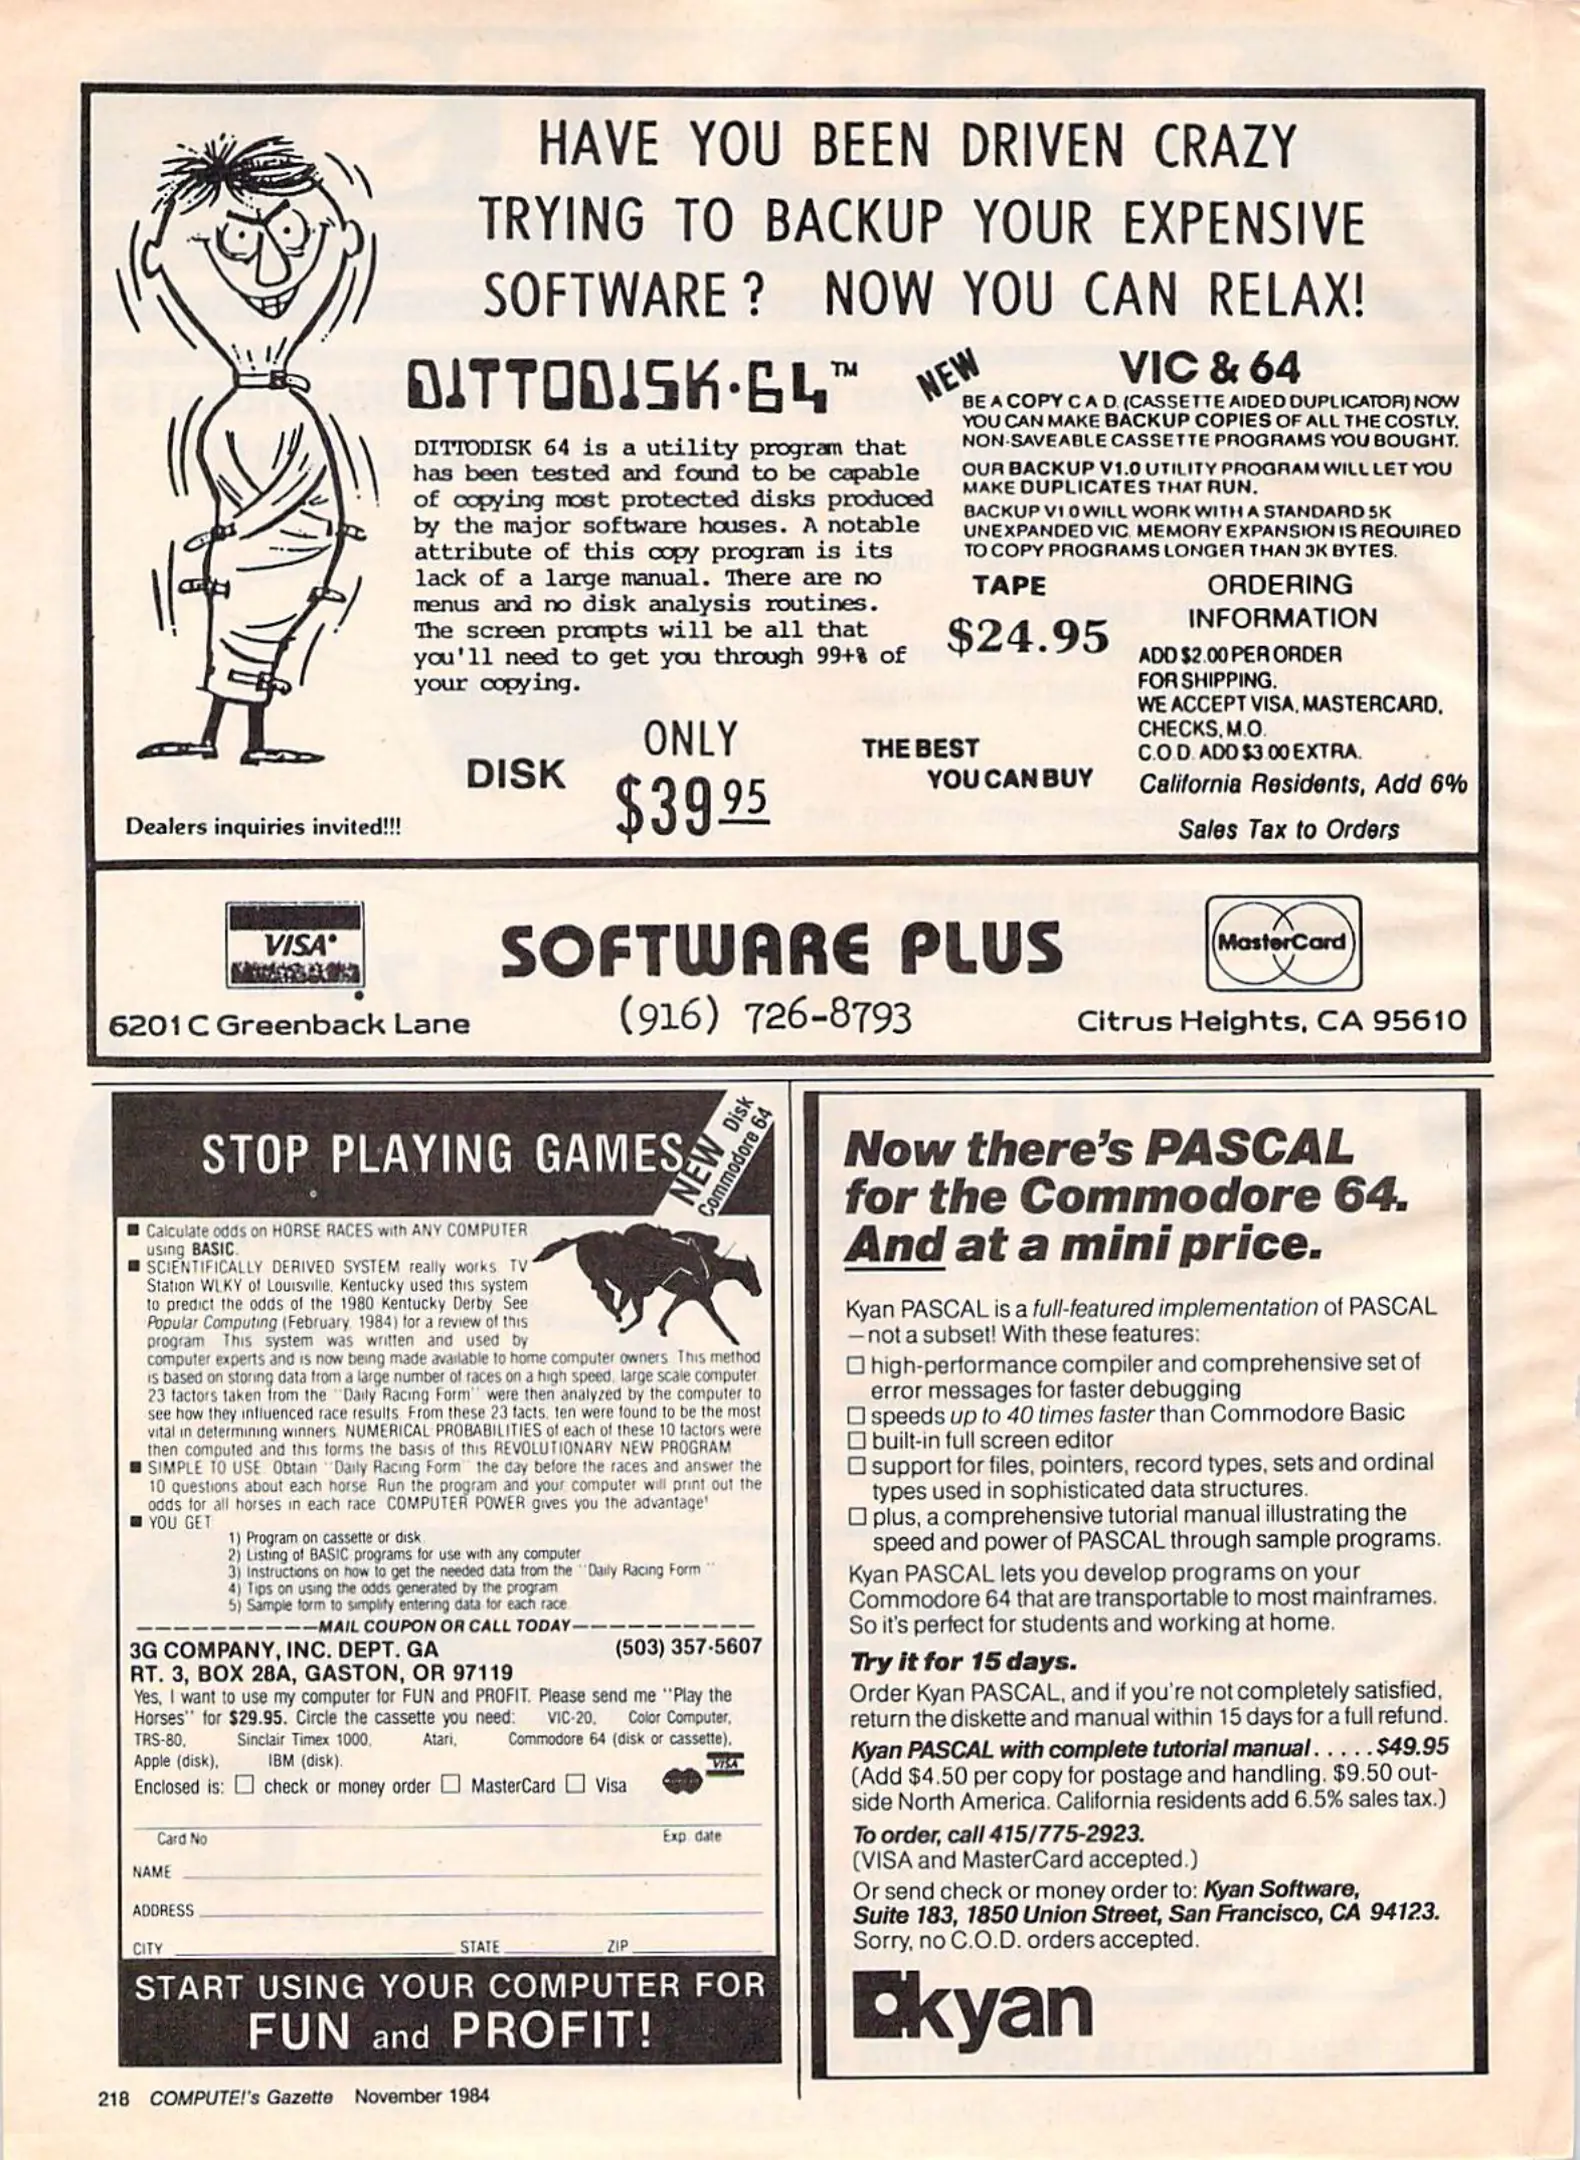 HAVE YOU BEEN DRIVEN CRAZY
TRYING TO BACKUP YOUR EXPENSIVE
SOFTWARE? NOW YOU CAN RELAX!
DITTODISK·64™
DITTODISK 64 is a utility program that
has been tested and found to be capable
of copying most protected disks produced
by the major software houses. A notable
attribute of this copy program is its
lack of a large manual. There are no
menus and no disk analysis routines.
The screen prompts will be all that
you'll need to get you through 99+% of
your copying.
DISK
ONLY
$39 95
Dealers inquiries invited!!!
NEW
VIC & 64
BE A COPY C A D. (CASSETTE AIDED DUPLICATOR) NOW
YOU CAN MAKE BACKUP COPIES OF ALL THE COSTLY,
NON-SAVEABLE CASSETTE PROGRAMS YOU BOUGHT.
OUR BACKUP V1.0 UTILITY PROGRAM WILL LET YOU
MAKE DUPLICATES THAT RUN.
BACKUP V1 0 WILL WORK WITH A STANDARD 5K
UNEXPANDED VIC. MEMORY EXPANSION IS REQUIRED
TO COPY PROGRAMS LONGER THAN 3K BYTES.
TAPE
$24.95
THE BEST
YOU CAN BUY
ORDERING
INFORMATION
ADD $2.00 PER ORDER
FOR SHIPPING.
WE ACCEPT VISA, MASTERCARD,
CHECKS, M.O.
C.O.D. ADD $3 00 EXTRA.
California Residents, Add 6%
Sales Tax to Orders
VISA
SOFTWARE PLUS
MasterCard
6201 C Greenback Lane
(916) 726-8793
Citrus Heights, CA 95610
STOP PLAYING GAMES
NEW Disk
Commodore 64
■ Calculate odds on HORSE RACES with ANY COMPUTER
using BASIC.
■ SCIENTIFICALLY DERIVED SYSTEM really works. TV
Station WLKY of Louisville, Kentucky used this system
to predict the odds of the 1980 Kentucky Derby. See
Popular Computing (February, 1984) for a review of this
program. This system was written and used by
computer experts and is now being made available to home computer owners. This method
is based on storing data from a large number of races on a high speed, large scale computer.
23 factors taken from the "Daily Racing Form" were then analyzed by the computer to
see how they influenced race results. From these 23 facts, ten were found to be the most
vital in determining winners. NUMERICAL PROBABILITIES of each of these 10 factors were
then computed and this forms the basis of this REVOLUTIONARY NEW PROGRAM.
■ SIMPLE TO USE. Obtain "Daily Racing Form" the day before the races and answer the
10 questions about each horse. Run the program and your computer will print out the
odds for all horses in each race. COMPUTER POWER gives you the advantage!
■ YOU GET
1) Program on cassette or disk.
2) Listing of BASIC programs for use with any computer.
3) Instructions on how to get the needed data from the "Daily Racing Form."
4) Tips on using the odds generated by the program.
5) Sample form to simplify entering data for each race.
MAIL COUPON OR CALL TODAY
3G COMPANY, INC. DEPT. GA (503) 357-5607
RT. 3, BOX 28A, GASTON, OR 97119
Yes, I want to use my computer for FUN and PROFIT. Please send me "Play the
Horses" for $29.95. Circle the cassette you need: VIC-20, Color Computer,
TRS-80, Sinclair Timex 1000, Atari, Commodore 64 (disk or cassette),
Apple (disk), IBM (disk).
Enclosed is: ☐ check or money order ☐ MasterCard ☐ Visa
VISA
Card No Exp. date
NAME
ADDRESS
CITY STATE ZIP
START USING YOUR COMPUTER FOR
FUN and PROFIT!
Now there's PASCAL
for the Commodore 64.
And at a mini price.
Kyan PASCAL is a full-featured implementation of PASCAL
—not a subset! With these features:
☐ high-performance compiler and comprehensive set of
error messages for faster debugging
☐ speeds up to 40 times faster than Commodore Basic
☐ built-in full screen editor
☐ support for files, pointers, record types, sets and ordinal
types used in sophisticated data structures.
☐ plus, a comprehensive tutorial manual illustrating the
speed and power of PASCAL through sample programs.
Kyan PASCAL lets you develop programs on your
Commodore 64 that are transportable to most mainframes.
So it's perfect for students and working at home.
Try it for 15 days.
Order Kyan PASCAL, and if you're not completely satisfied,
return the diskette and manual within 15 days for a full refund.
Kyan PASCAL with complete tutorial manual.....$49.95
(Add $4.50 per copy for postage and handling. $9.50 out-
side North America. California residents add 6.5% sales tax.)
To order, call 415/775-2923.
(VISA and MasterCard accepted.)
Or send check or money order to: Kyan Software,
Suite 183, 1850 Union Street, San Francisco, CA 94123.
Sorry, no C.O.D. orders accepted.
kyan
218 COMPUTE!'s Gazette November 1984